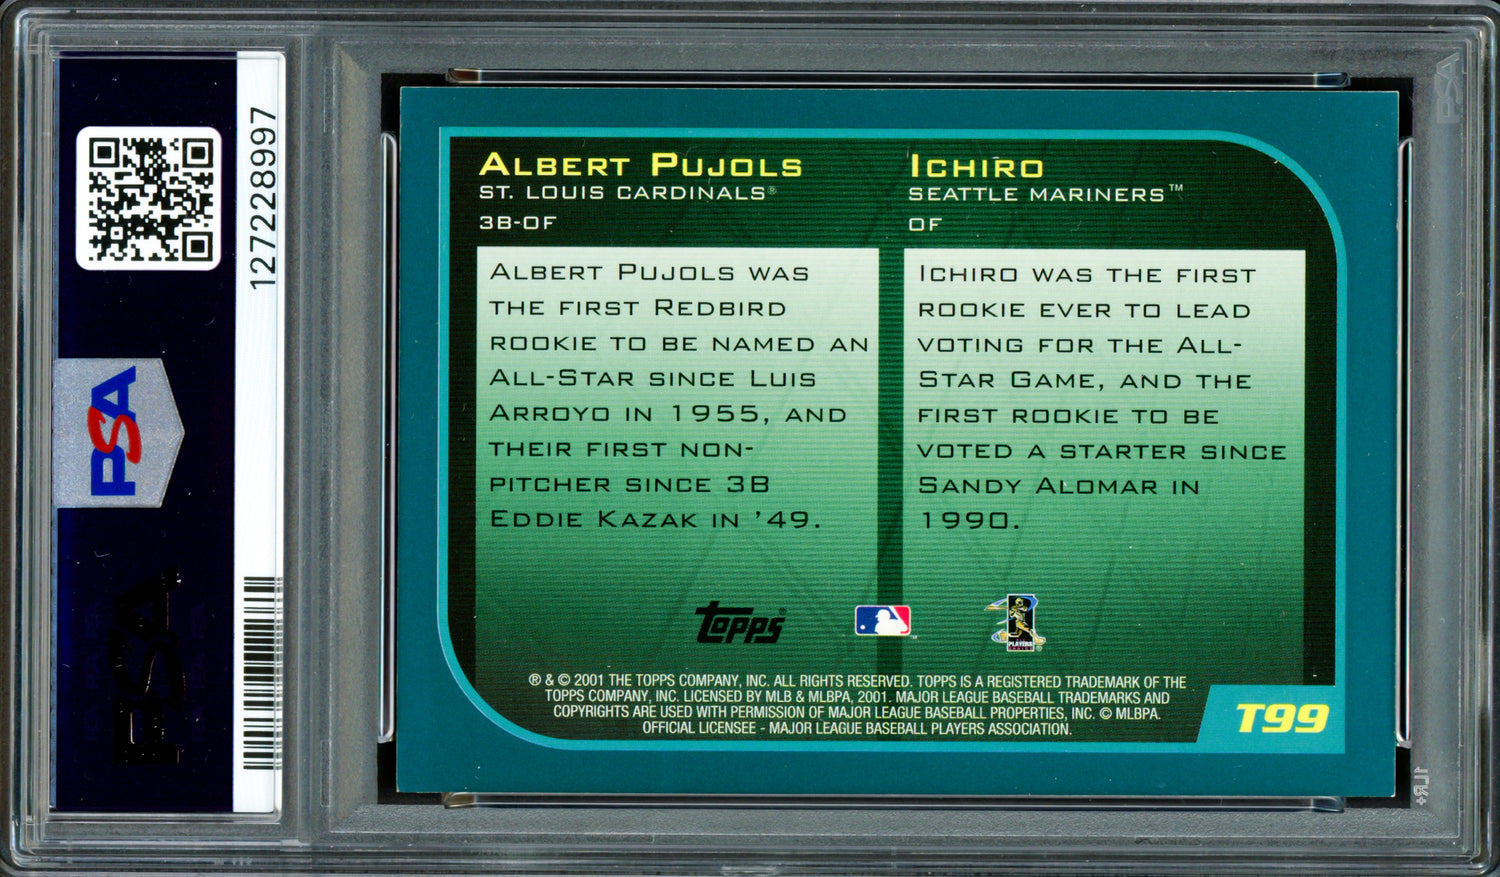 127228997
PSA
PSA
ALBERT PUJOLS
ST. LOUIS CARDINALS®
3B-OF
ALBERT PUJOLS WAS
THE FIRST REDBIRD
ROOKIE TO BE NAMED AN
ALL-STAR SINCE LUIS
ARROYO IN 1955, AND
THEIR FIRST NON-
PITCHER SINCE 3B
EDDIE KAZAK IN '49.
ICHIRO
SEATTLE MARINERS™
OF
ICHIRO WAS THE FIRST
ROOKIE EVER TO LEAD
VOTING FOR THE ALL-
STAR GAME, AND THE
FIRST ROOKIE TO BE
VOTED A STARTER SINCE
SANDY ALOMAR IN
1990.
Topps®
PLAYERS
CHOICE
® & © 2001 THE TOPPS COMPANY, INC. ALL RIGHTS RESERVED. TOPPS IS A REGISTERED TRADEMARK OF THE
TOPPS COMPANY, INC. LICENSED BY MLB & MLBPA, 2001. MAJOR LEAGUE BASEBALL TRADEMARKS AND
COPYRIGHTS ARE USED WITH PERMISSION OF MAJOR LEAGUE BASEBALL PROPERTIES, INC. © MLBPA.
OFFICIAL LICENSEE - MAJOR LEAGUE BASEBALL PLAYERS ASSOCIATION.
T99
PSA
1LR+